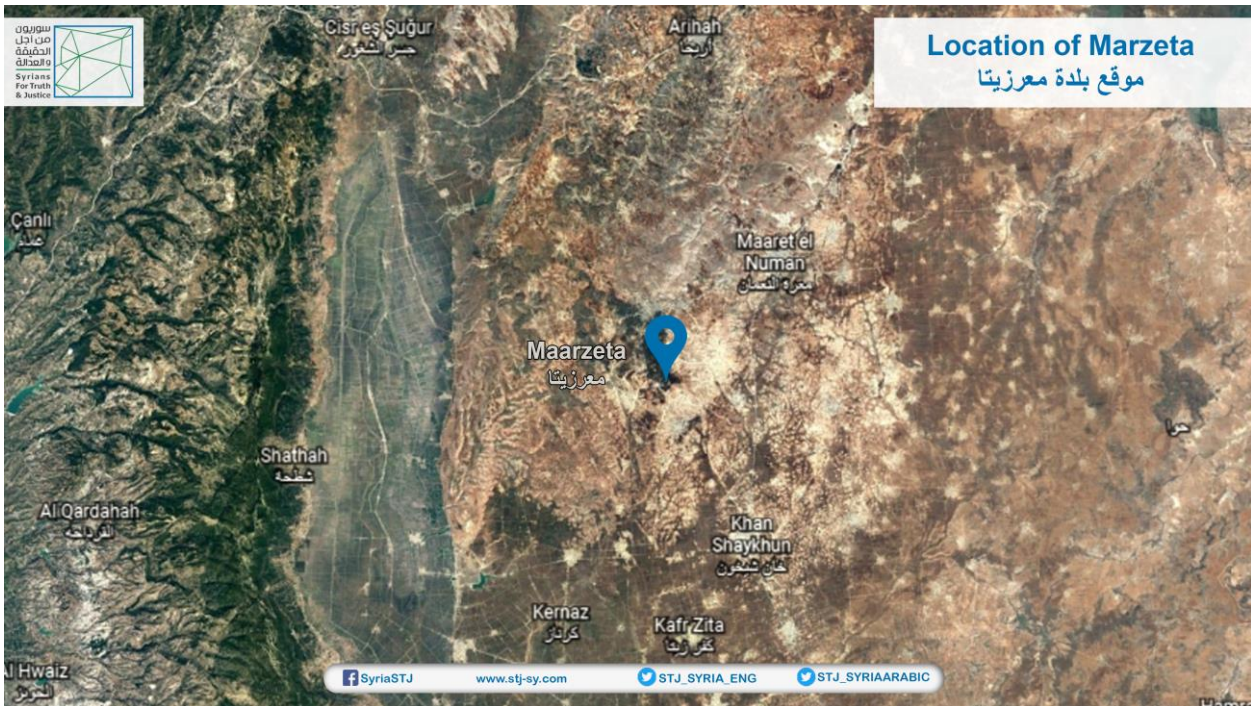 سوريون
من أجل
الحقيقة
والعدالة
Syrians
For Truth
& Justice
Location of Marzeta
موقع بلدة معرزيتا
Cisr eş Şuğur
جسر الشغور
Arihah
أريحا
Çanlı
Maaret el
Numan
معرة النعمان
Maarzeta
معرزيتا
حوا
Shathah
شطحة
Al Qardahah
القرداحة
Khan
Shaykhun
خان شيخون
Kernaz
كرناز
Kafr Zita
كفر زيتا
Al Hwaiz
الحويز
SyriaSTJ
www.stj-sy.com
STJ_SYRIA_ENG
STJ_SYRIAARABIC